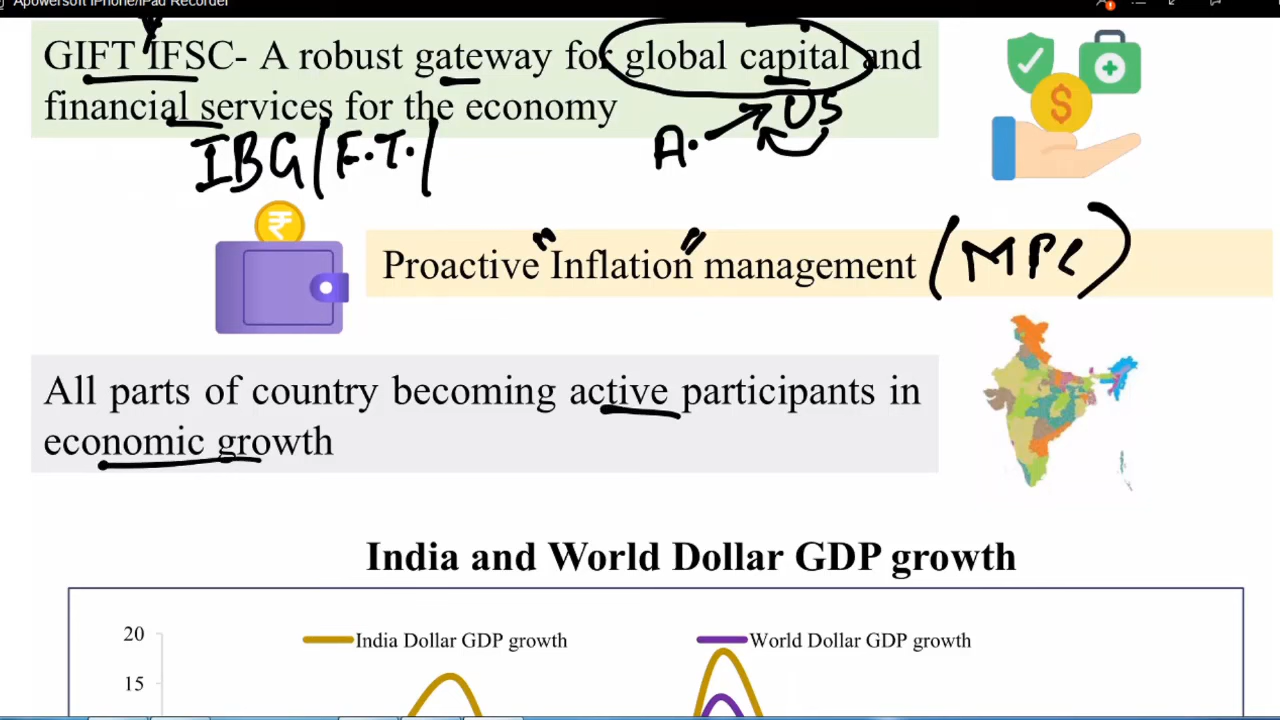 Apowersoft iPhone/iPad Recorder
GIFT IFSC- A robust gateway for global capital and
financial services for the economy
US
A.
IBG/F.T./
₹
$
Proactive "Inflation" management (MPC)
All parts of country becoming active participants in
economic growth
India and World Dollar GDP growth
20
India Dollar GDP growth
World Dollar GDP growth
15